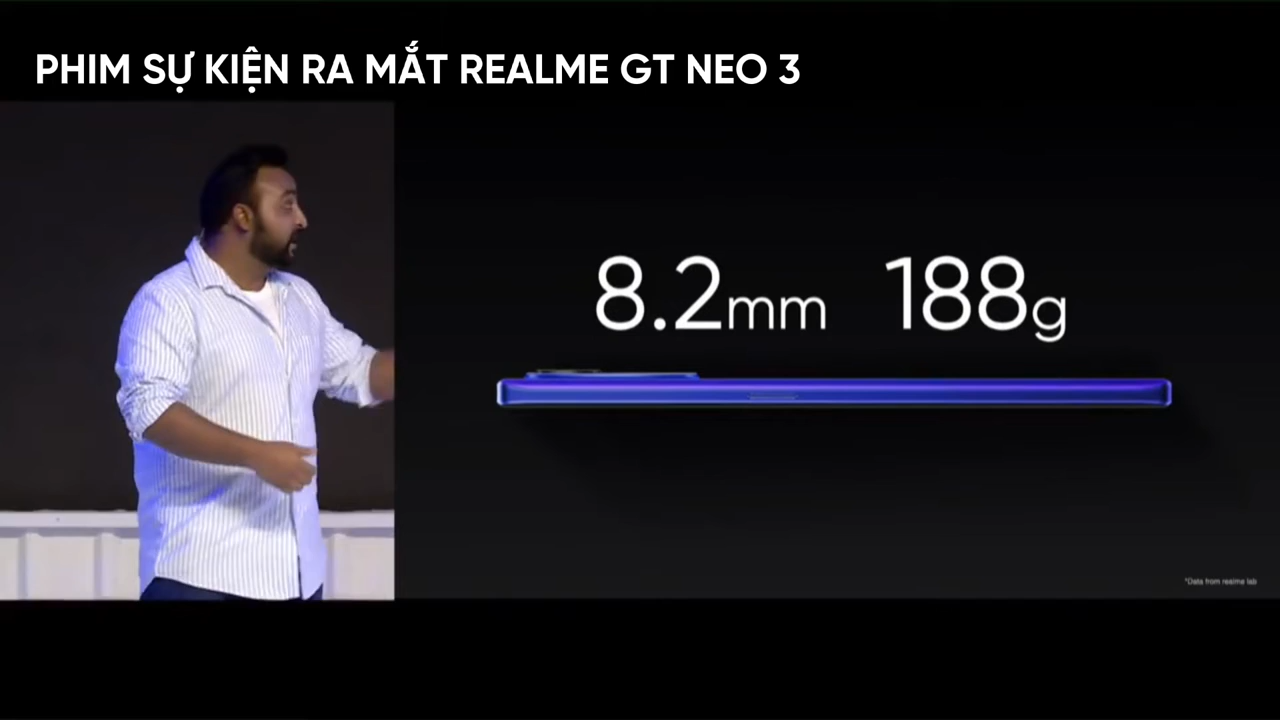 PHIM SỰ KIỆN RA MẮT REALME GT NEO 3
8.2mm 188g
*Data from realme lab